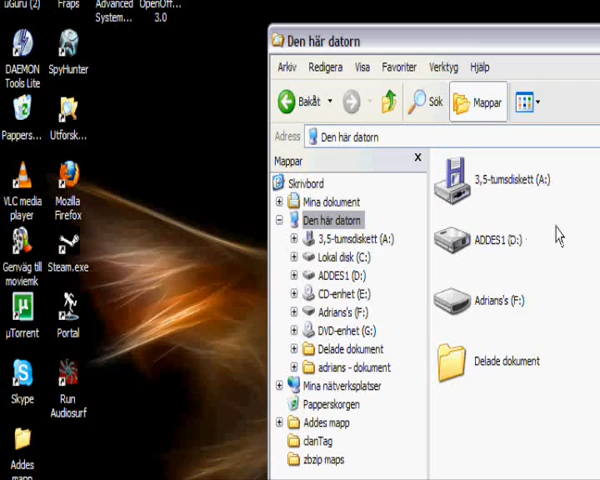 uGuru (2)
Fraps
Advanced System...
OpenOff... 3.0
DAEMON Tools Lite
SpyHunter
Pappers...
Utforsk...
VLC media player
Mozilla Firefox
Genväg till moviemk
Steam.exe
µTorrent
Portal
Skype
Run Audiosurf
Addes mapp
Den här datorn
Arkiv Redigera Visa Favoriter Verktyg Hjälp
Bakåt Sök Mappar
Adress Den här datorn
Mappar x
Skrivbord
Mina dokument
Den här datorn
3,5-tumsdiskett (A:)
Lokal disk (C:)
ADDES1 (D:)
CD-enhet (E:)
Adrians's (F:)
DVD-enhet (G:)
Delade dokument
adrians - dokument
Mina nätverksplatser
Papperskorgen
Addes mapp
danTag
zbzip maps
3,5-tumsdiskett (A:)
ADDES1 (D:)
Adrians's (F:)
Delade dokument